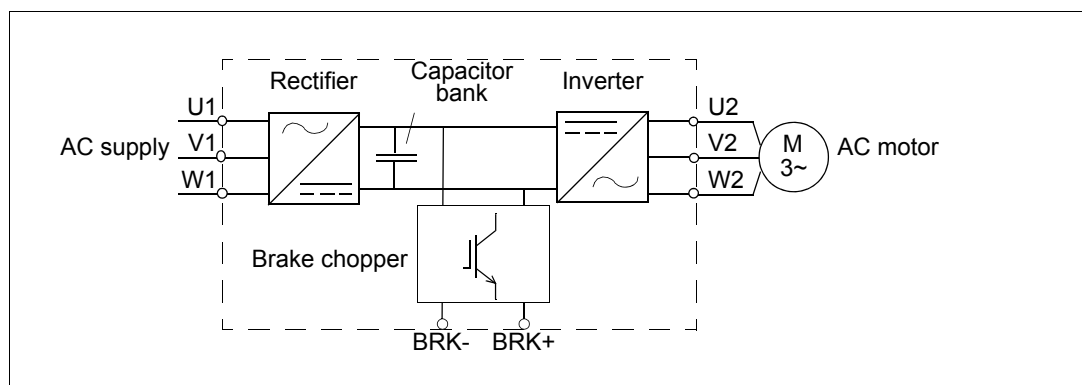 Rectifier
Capacitor
bank
Inverter
U1
V1
W1
AC supply
U2
V2
W2
M
3~
AC motor
Brake chopper
BRK-
BRK+